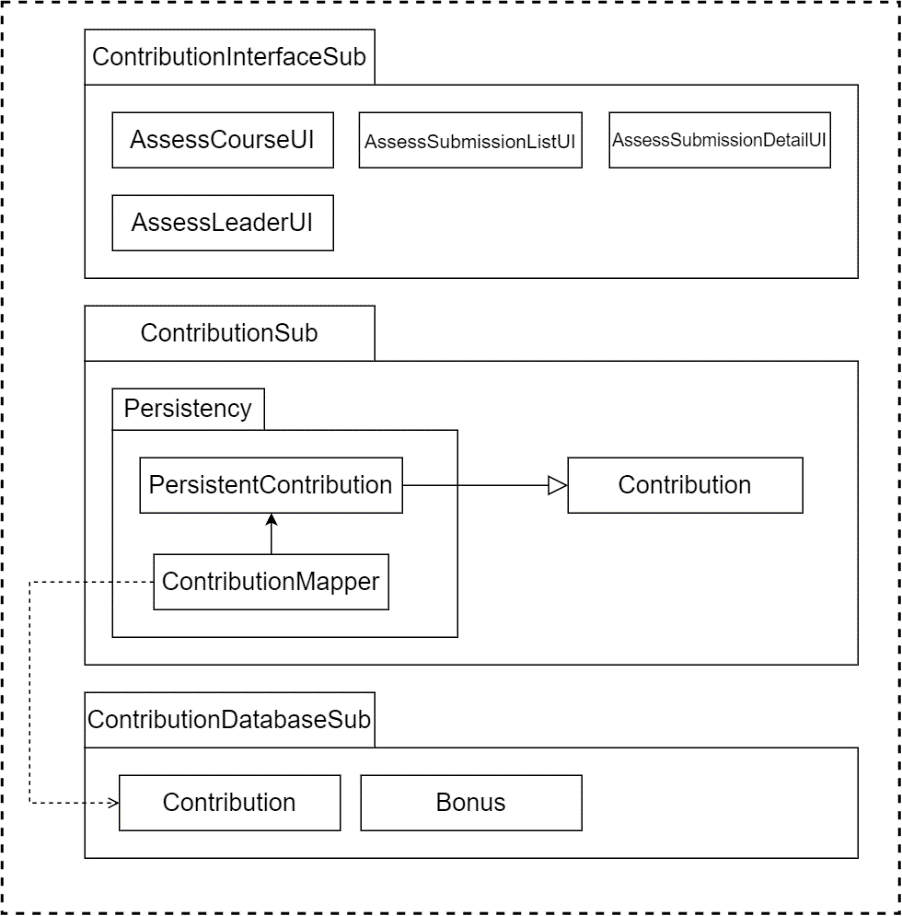 ContributionInterfaceSub
AssessCourseUI
AssessSubmissionListUI
AssessSubmissionDetailUI
AssessLeaderUI
ContributionSub
Persistency
PersistentContribution
Contribution
ContributionMapper
ContributionDatabaseSub
Contribution
Bonus